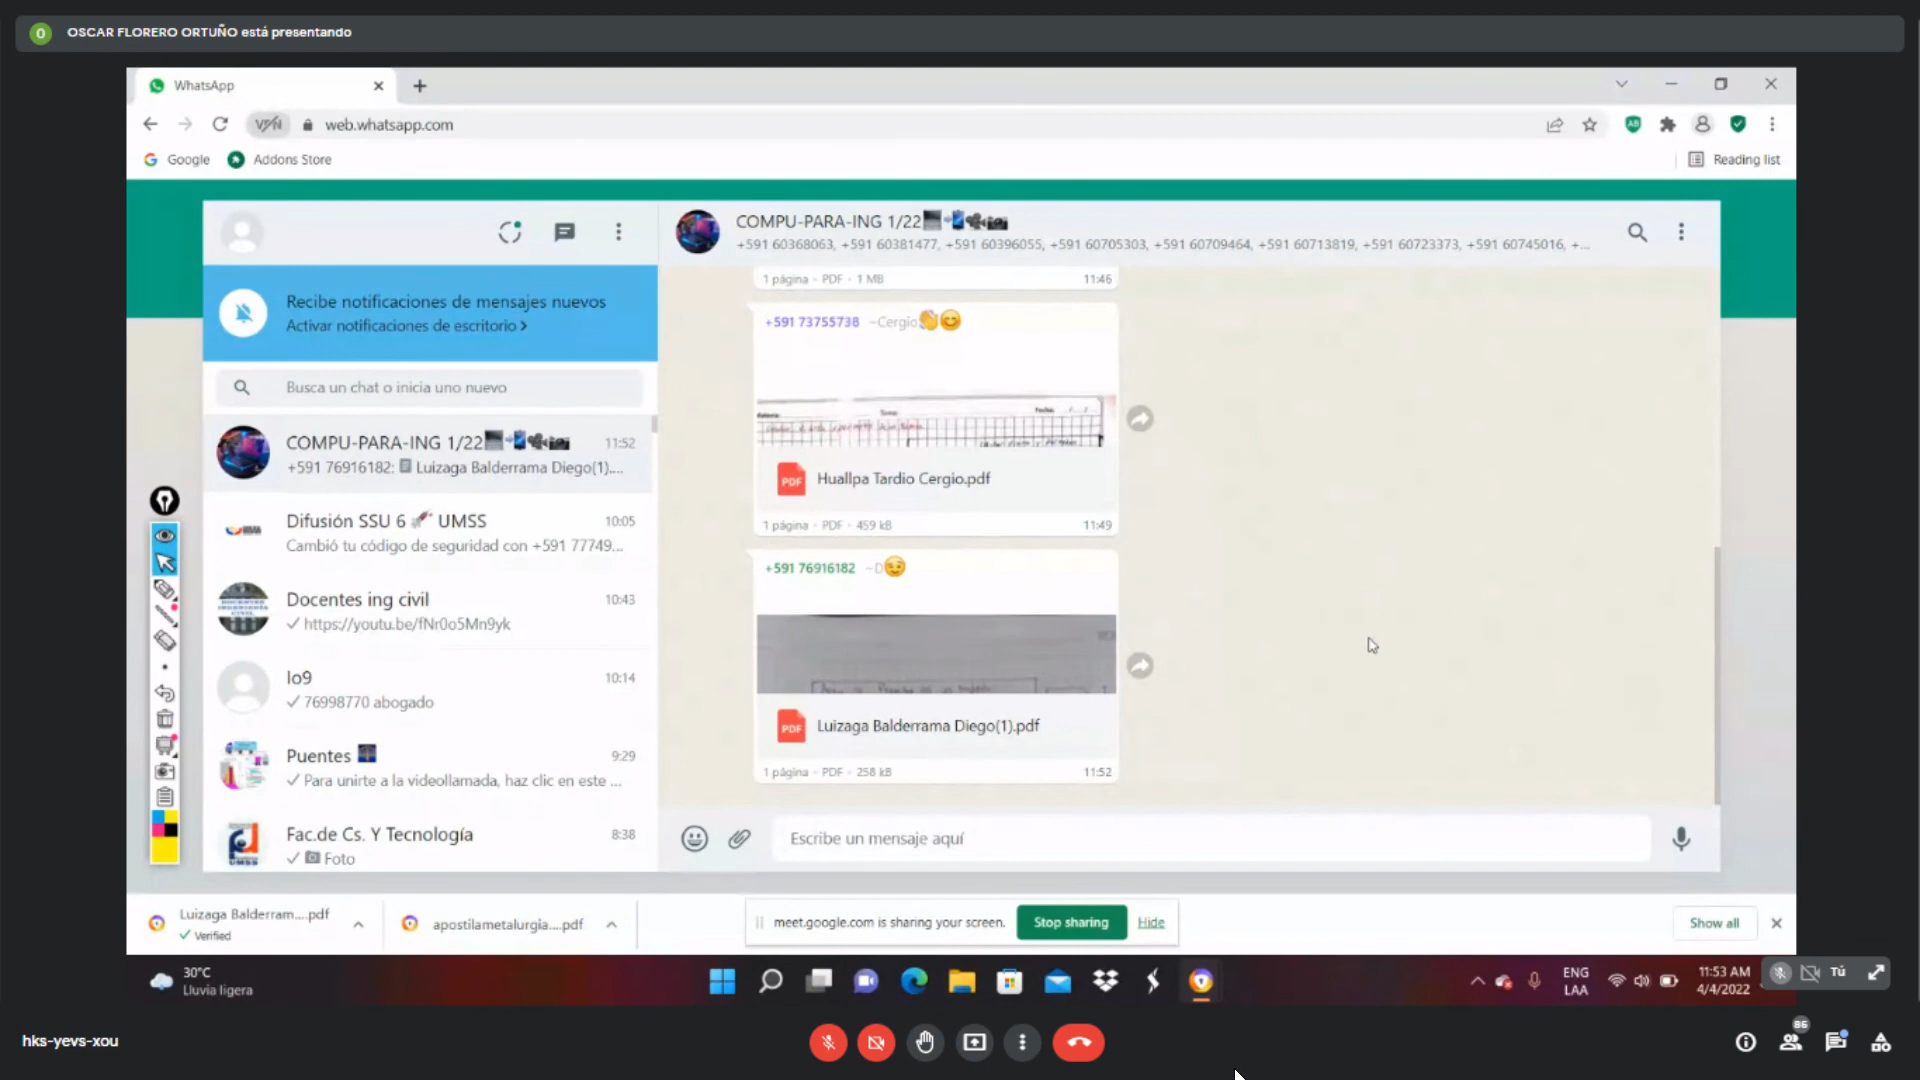 O OSCAR FLORERO ORTUÑO está presentando
WhatsApp
VPN web.whatsapp.com
Google Addons Store Reading list
COMPU-PARA-ING 1/22
+591 60368063, +591 60381477, +591 60396055, +591 60705303, +591 60709464, +591 60713819, +591 60723373, +591 60745016, +...
Recibe notificaciones de mensajes nuevos
Activar notificaciones de escritorio >
Busca un chat o inicia uno nuevo
COMPU-PARA-ING 1/22 11:52
+591 76916182: Luizaga Balderrama Diego(1)....
Difusión SSU 6 UMSS 10:05
Cambió tu código de seguridad con +591 77749...
Docentes ing civil 10:43
https://youtu.be/fNr0o5Mn9yk
lo9 10:14
76998770 abogado
Puentes 9:29
Para unirte a la videollamada, haz clic en este ...
Fac.de Cs. Y Tecnología 8:38
Foto
1 página • PDF • 1 MB 11:46
+591 73755738 ~Cergio
Tema:
Fecha: / /
PDF Huallpa Tardio Cergio.pdf
1 página • PDF • 459 kB 11:49
+591 76916182 ~D
PDF Luizaga Balderrama Diego(1).pdf
1 página • PDF • 258 kB 11:52
Escribe un mensaje aquí
Luizaga Balderram....pdf
Verified
apostilametalurgia....pdf
meet.google.com is sharing your screen. Stop sharing Hide
Show all
30°C
Lluvia ligera
ENG
LAA
11:53 AM
4/4/2022
Tú
hks-yevs-xou
86